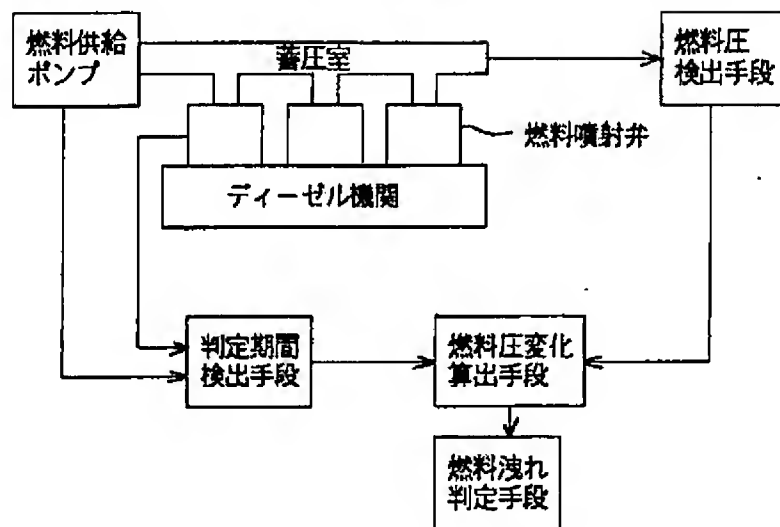 燃料供給
ポンプ
蓄圧室
燃料圧
検出手段
燃料噴射弁
ディーゼル機関
判定期間
検出手段
燃料圧変化
算出手段
燃料洩れ
判定手段